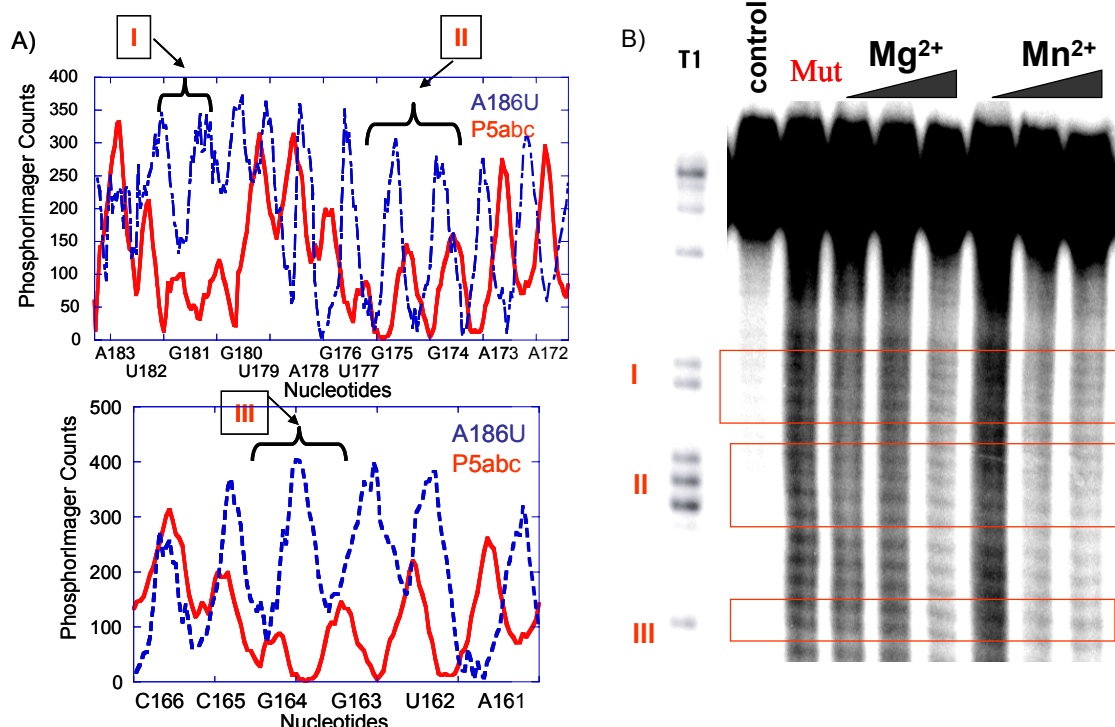 A)
I
II
400
350
300
250
200
150
100
50
0
PhosphorImager Counts
A186U
P5abc
A183 G181 G180 G176 G175 G174 A173 A172
U182 U179 A178 U177
Nucleotides
III
500
400
300
200
100
0
PhosphorImager Counts
A186U
P5abc
C166 C165 G164 G163 U162 A161
Nucleotides
B)
T1
control
Mut
Mg2+
Mn2+
I
II
III